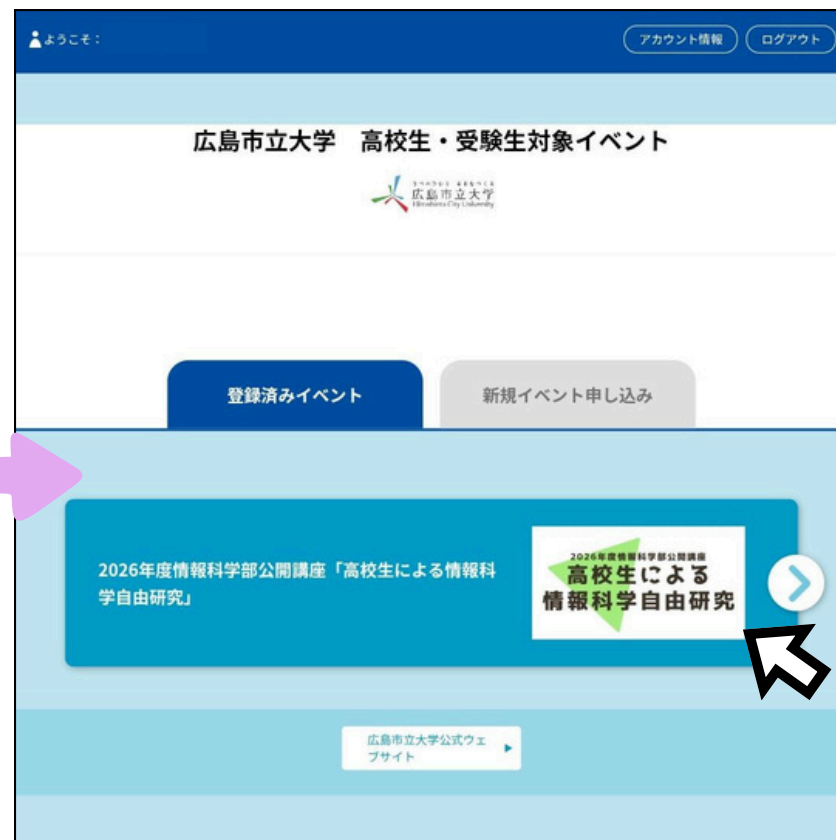 ようこそ：
アカウント情報
ログアウト
広島市立大学　高校生・受験生対象イベント
広島市立大学
Hiroshima City University
登録済みイベント
新規イベント申し込み
2026年度情報科学部公開講座「高校生による情報科
学自由研究」
2026年度情報科学部公開講座
高校生による
情報科学自由研究
広島市立大学公式ウェ
ブサイト